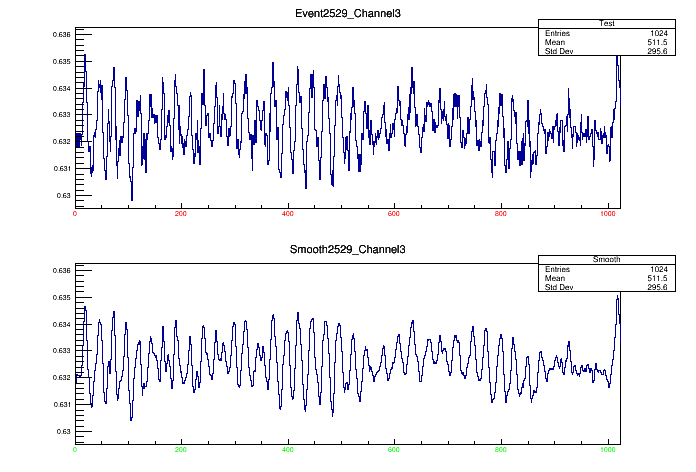 Event2529_Channel3
Test
Entries 1024
Mean 511.5
Std Dev 295.6
0.636
0.635
0.634
0.633
0.632
0.631
0.63
0 200 400 600 800 1000
Smooth2529_Channel3
Smooth
Entries 1024
Mean 511.5
Std Dev 295.6
0.636
0.635
0.634
0.633
0.632
0.631
0.63
0 200 400 600 800 1000